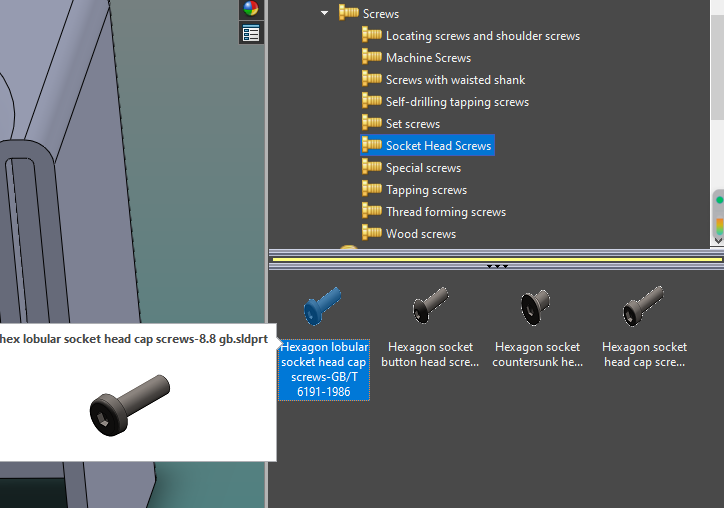 Screws
Locating screws and shoulder screws
Machine Screws
Screws with waisted shank
Self-drilling tapping screws
Set screws
Socket Head Screws
Special screws
Tapping screws
Thread forming screws
Wood screws
hex lobular socket head cap screws-8.8 gb.sldprt
Hexagon lobular
socket head cap
screws-GB/T
6191-1986
Hexagon socket
button head scre...
Hexagon socket
countersunk he...
Hexagon socket
head cap scre...